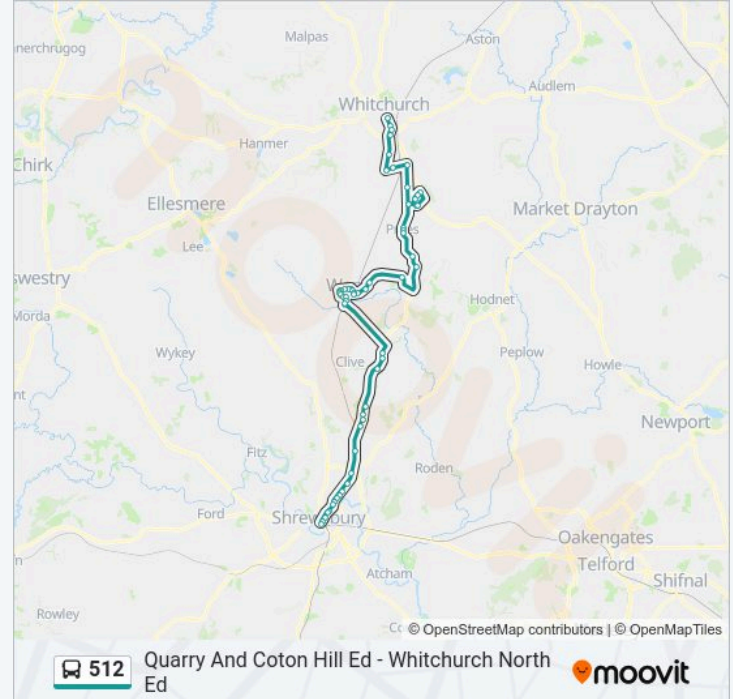 Malpas
Aston
nerchrugog
Audlem
Whitchurch
Hanmer
Chirk
Ellesmere
Market Drayton
Lee
swestry
Hodnet
Morda
Wykey
Clive
Peplow
Howle
nt
Newport
Fitz
Roden
Ford
Shrewsbury
Oakengates
Telford
Shifnal
Atcham
Rowley
© OpenStreetMap contributors | © OpenMapTiles
512
Quarry And Coton Hill Ed - Whitchurch North
Ed
moovit